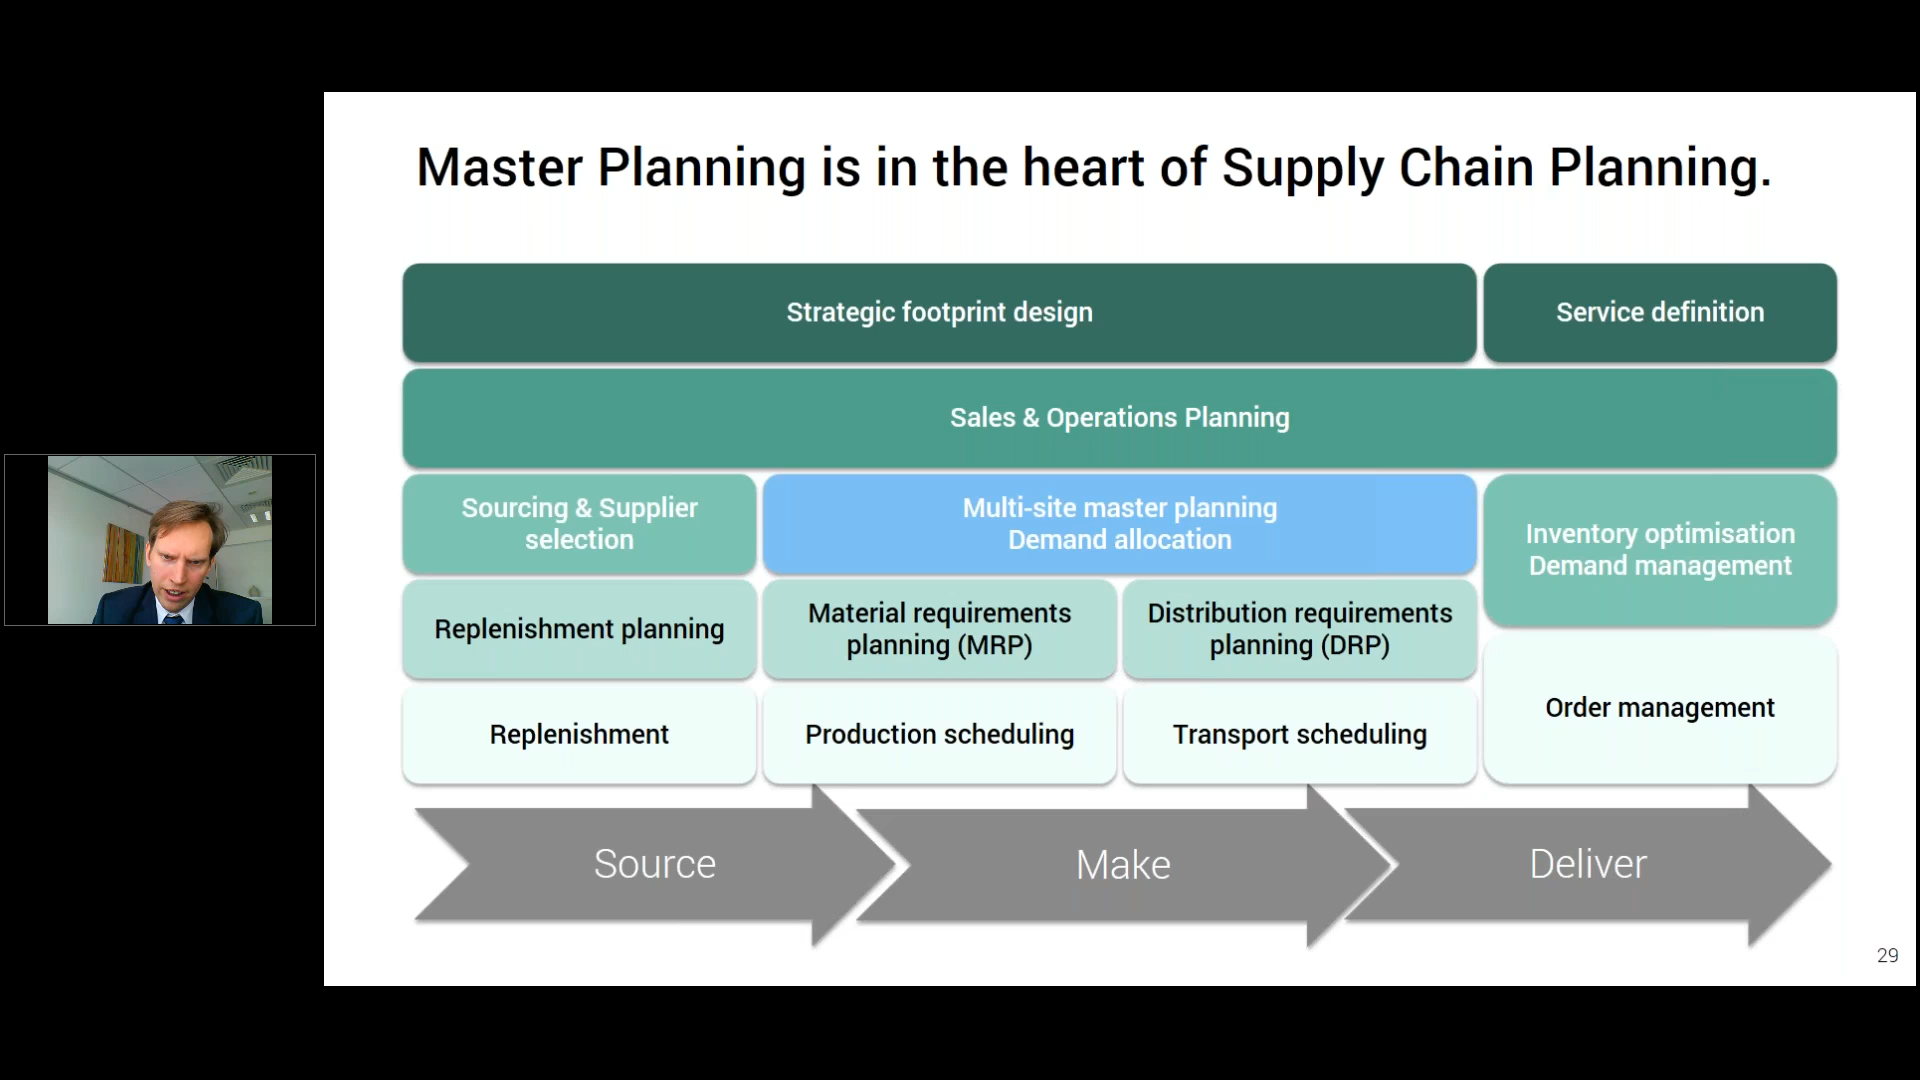 Master Planning is in the heart of Supply Chain Planning.
Strategic footprint design
Service definition
Sales & Operations Planning
Sourcing & Supplier
selection
Multi-site master planning
Demand allocation
Inventory optimisation
Demand management
Replenishment planning
Material requirements
planning (MRP)
Distribution requirements
planning (DRP)
Replenishment
Production scheduling
Transport scheduling
Order management
Source
Make
Deliver
29